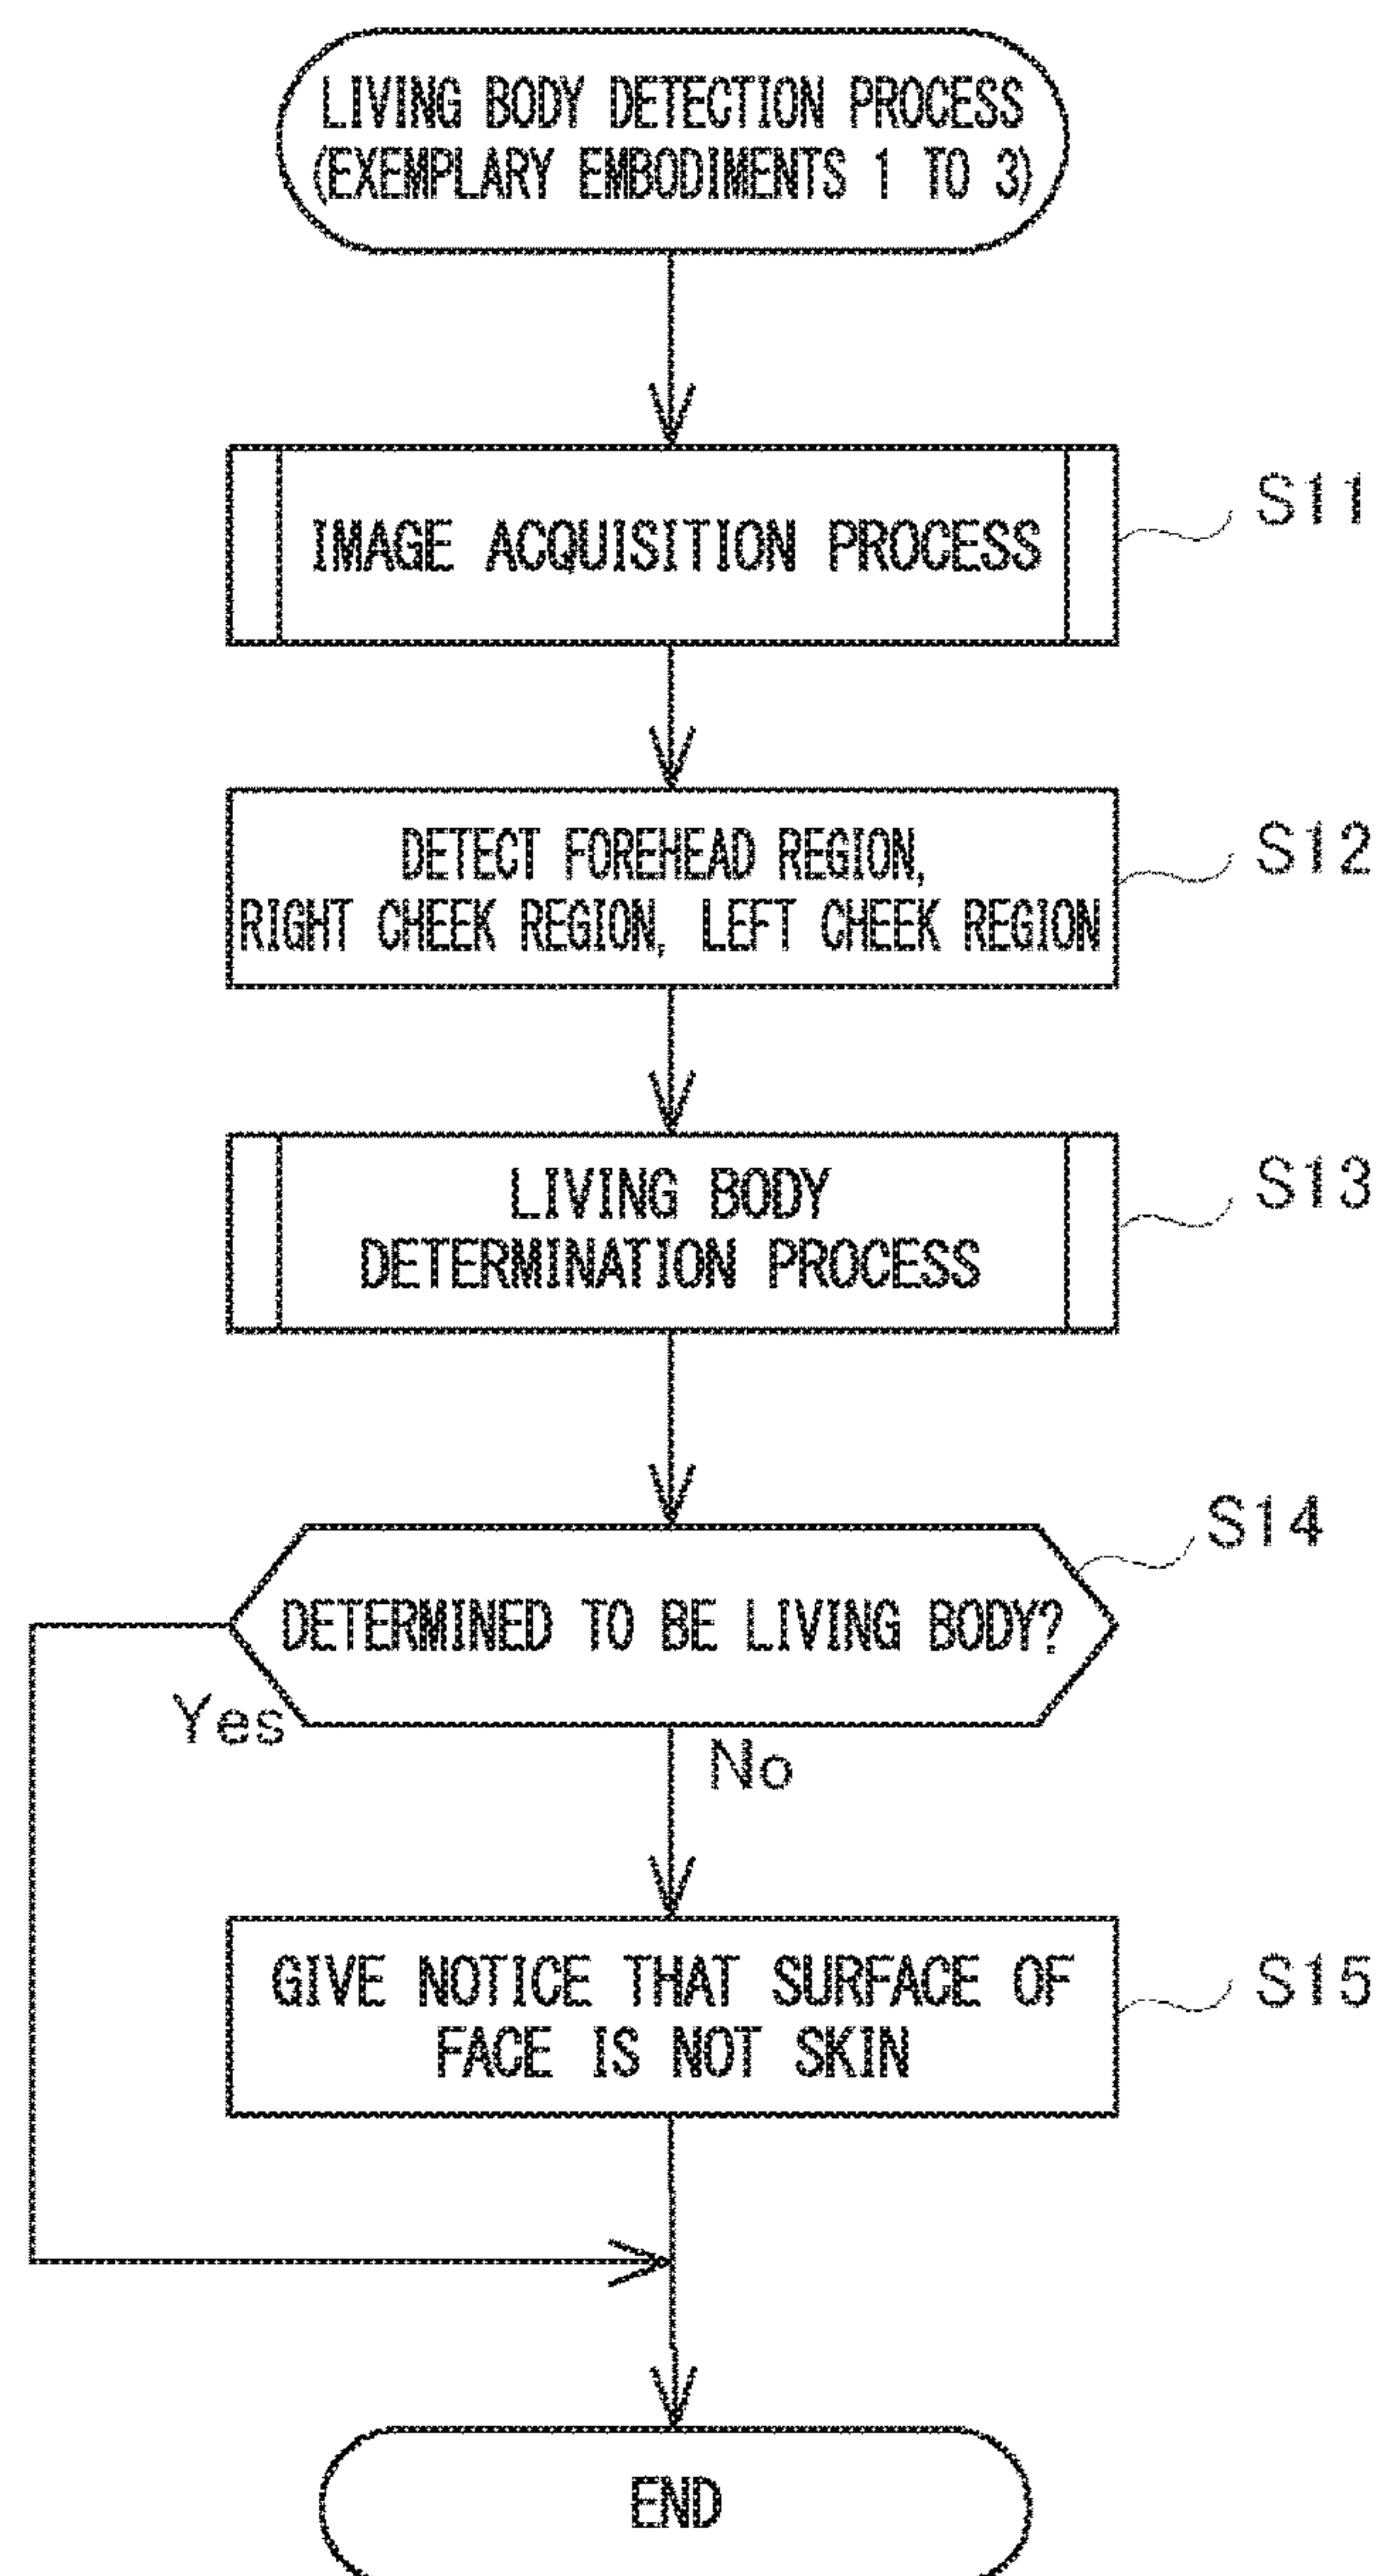 LIVING BODY DETECTION PROCESS
(EXEMPLARY EMBODIMENTS 1 TO 3)
IMAGE ACQUISITION PROCESS
S11
DETECT FOREHEAD REGION,
RIGHT CHEEK REGION, LEFT CHEEK REGION
S12
LIVING BODY
DETERMINATION PROCESS
S13
DETERMINED TO BE LIVING BODY?
S14
Yes
No
GIVE NOTICE THAT SURFACE OF
FACE IS NOT SKIN
S15
END